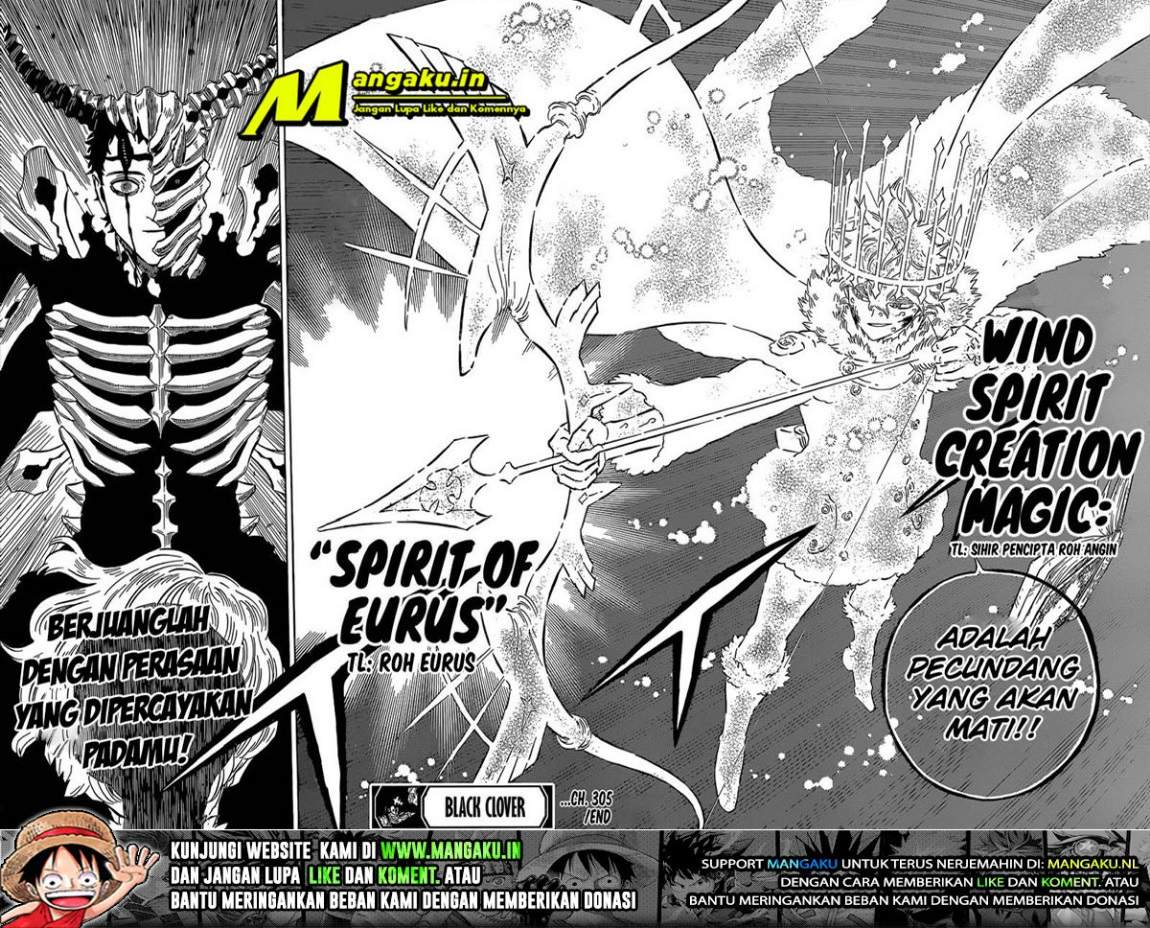 Mangaku.in
Jangan Lupa Like dan Komennya
WIND
SPIRIT
CREATION
MAGIC:
TL: SIHIR PENCIPTA ROH ANGIN
"SPIRIT OF
EURUS"
TL: ROH EURUS
ADALAH
PECUNDANG
YANG AKAN
MATI!!
BERJUANGLAH
DENGAN PERASAAN
YANG DIPERCAYAKAN
PADAMU!
BLACK CLOVER
...CH. 305
/END
KUNJUNGI WEBSITE KAMI DI WWW.MANGAKU.IN
DAN JANGAN LUPA LIKE DAN KOMENT. ATAU
BANTU MERINGANKAN BEBAN KAMI DENGAN MEMBERIKAN DONASI
SUPPORT MANGAKU UNTUK TERUS NERJEMAHIN DI: MANGAKU.NL
DENGAN CARA MEMBERIKAN LIKE DAN KOMENT. ATAU
BANTU MERINGANKAN BEBAN KAMI DENGAN MEMBERIKAN DONASI